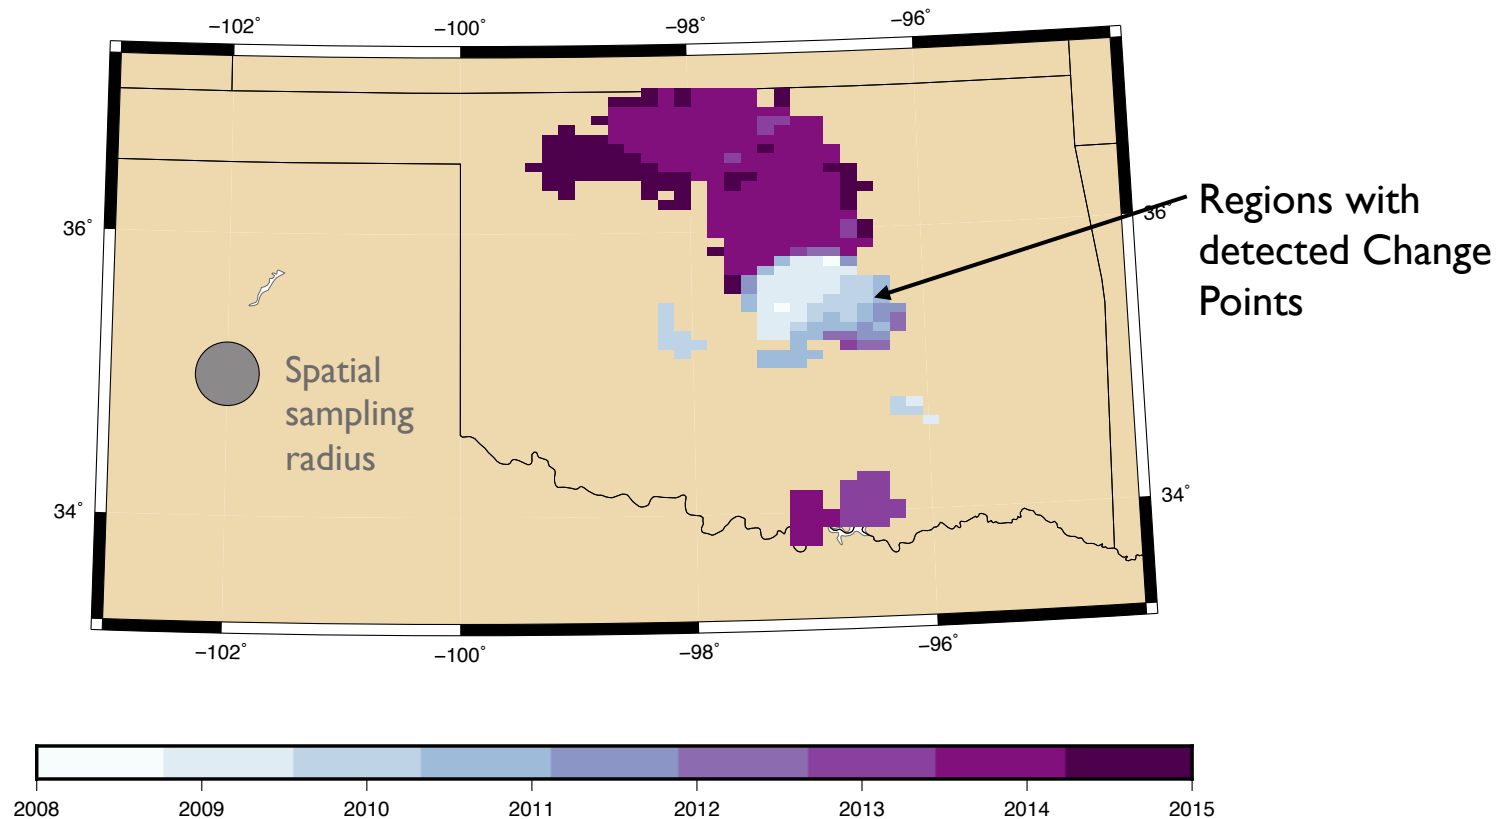 −102˚ −100˚ −98˚ −96˚
36˚ 36˚
Regions with
detected Change
Points
Spatial
sampling
radius
34˚ 34˚
−102˚ −100˚ −98˚ −96˚
2008 2009 2010 2011 2012 2013 2014 2015